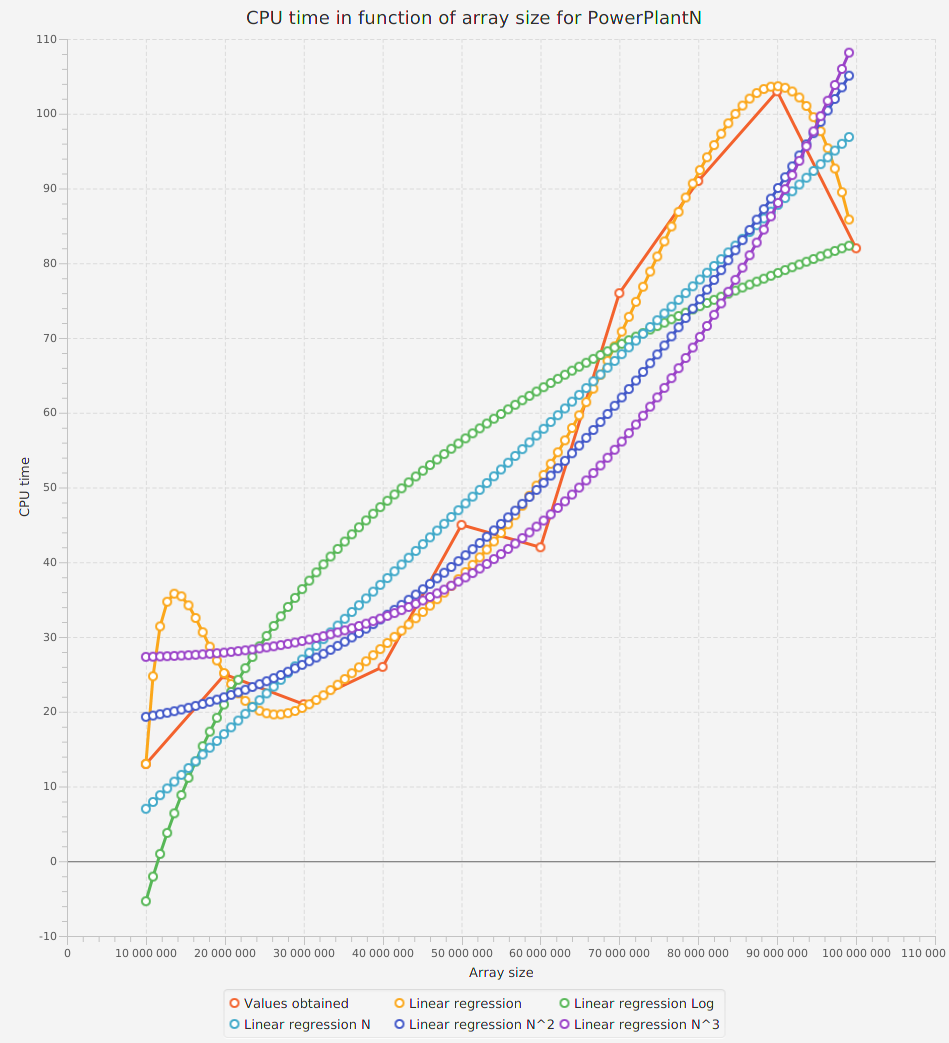 CPU time in function of array size for PowerPlantN
110
100
90
80
70
60
50
40
30
20
10
0
-10
CPU time
0 10 000 000 20 000 000 30 000 000 40 000 000 50 000 000 60 000 000 70 000 000 80 000 000 90 000 000 100 000 000 110 000
Array size
Values obtained Linear regression Linear regression Log
Linear regression N Linear regression N^2 Linear regression N^3